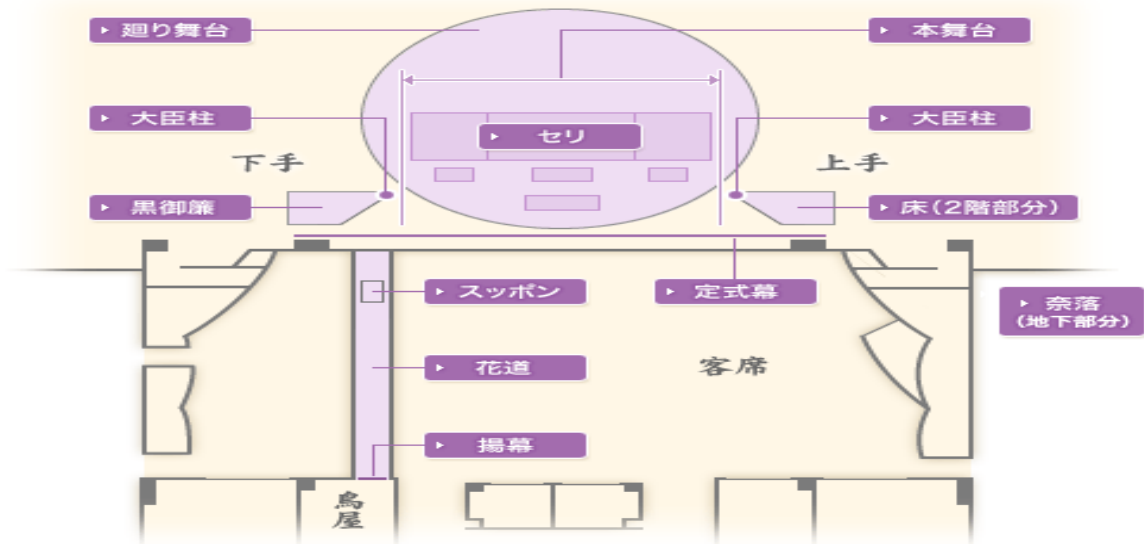 廻り舞台
本舞台
大臣柱
セリ
大臣柱
下手
上手
黒御簾
床(2階部分)
スッポン
定式幕
奈落
(地下部分)
花道
客席
揚幕
鳥屋